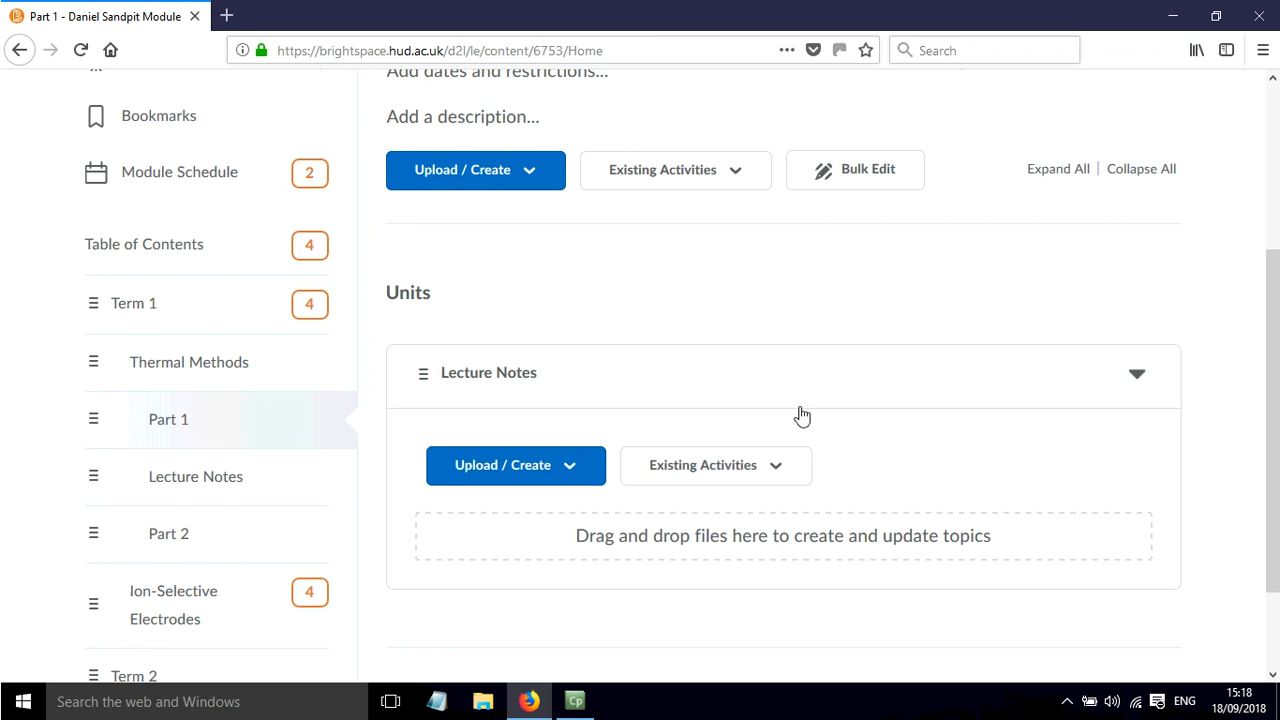 Part 1 - Daniel Sandpit Module
https://brightspace.hud.ac.uk/d2l/le/content/6753/Home
Search
Add dates and restrictions...
Bookmarks
Add a description...
Module Schedule 2
Upload / Create
Existing Activities
Bulk Edit
Expand All
Collapse All
Table of Contents 4
Units
Term 1 4
Thermal Methods
Lecture Notes
Part 1
Upload / Create
Existing Activities
Lecture Notes
Part 2
Drag and drop files here to create and update topics
Ion-Selective
Electrodes
4
Term 2
Search the web and Windows
Cp
ENG
15:18
18/09/2018